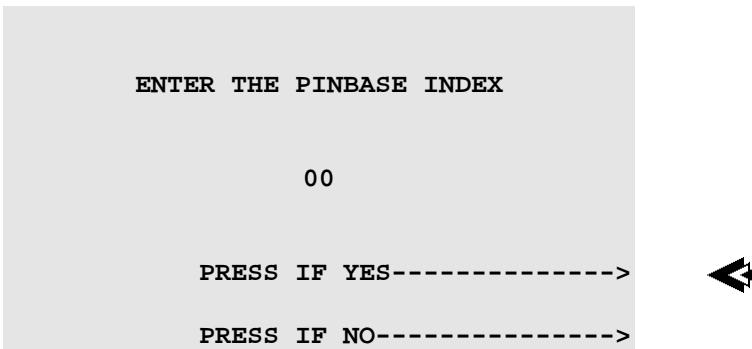 ENTER THE PINBASE INDEX
00
PRESS IF YES-------------->
PRESS IF NO--------------->